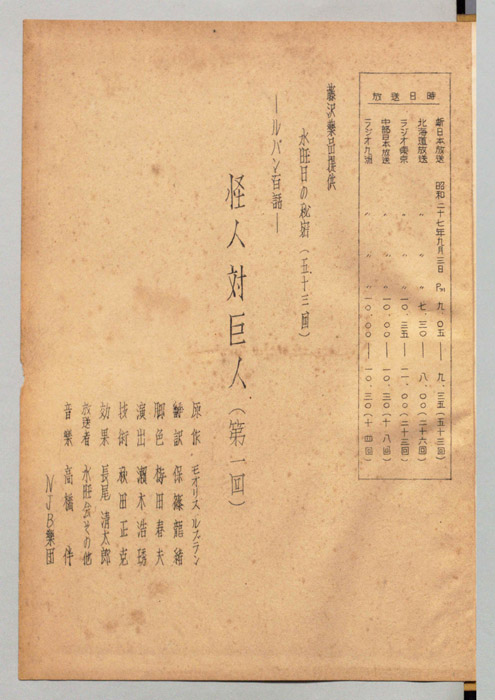 放送日時
新日本放送 昭和二十七年九月三日 PM 九.〇五――九.三五(五十三回)
北海道放送 〃 七.三〇――八.〇〇(二十六回)
ラジオ東京 〃 一〇.三五――一一.〇〇(二十三回)
中部日本放送 〃 一〇.〇〇――一〇.三〇(十八回)
ラジオ九州 〃 一〇.〇〇――一〇.三〇(十四回)
藤沢薬品提供
水曜日の秘密(五十三回)
―ルパン百話―
怪人対巨人(第一回)
原作 モオリス・ルブラン
翻訳 保篠龍緒
脚色 梅田春夫
演出 瀬木浩
技術 秋田正克
効果 長尾清太郎
放送者 水曜会その他
音樂 高橋伴
NJB樂団